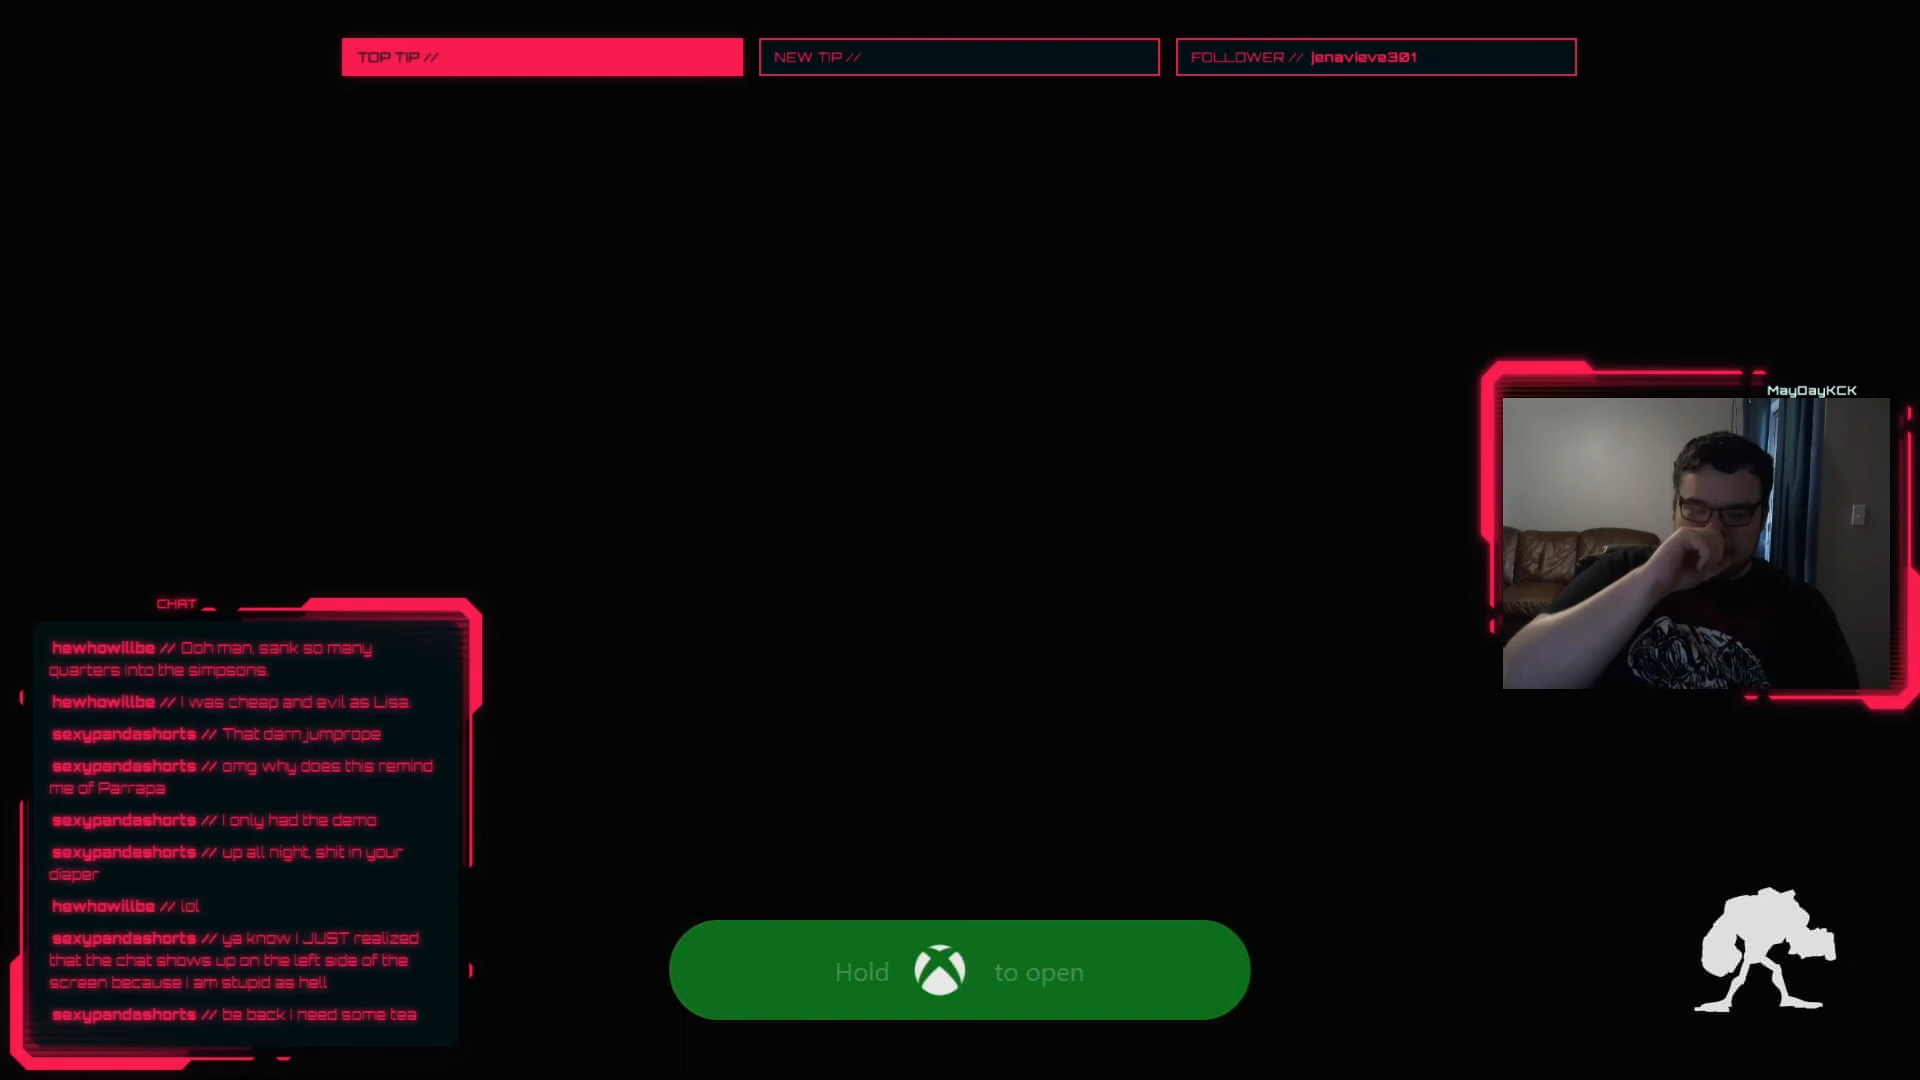 TOP TIP //
NEW TIP //
FOLLOWER // jenavieve301
MayDayKCK
CHAT
hewhowillbe // Ooh man, sank so many
quarters into the simpsons.
hewhowillbe // I was cheap and evil as Lisa.
sexypandashorts // That darn jumprope
sexypandashorts // omg why does this remind
me of Parrapa
sexypandashorts // I only had the demo
sexypandashorts // up all night, shit in your
diaper
hewhowillbe // lol
sexypandashorts // ya know I JUST realized
that the chat shows up on the left side of the
screen because I am stupid as hell
sexypandashorts // be back I need some tea
Hold to open